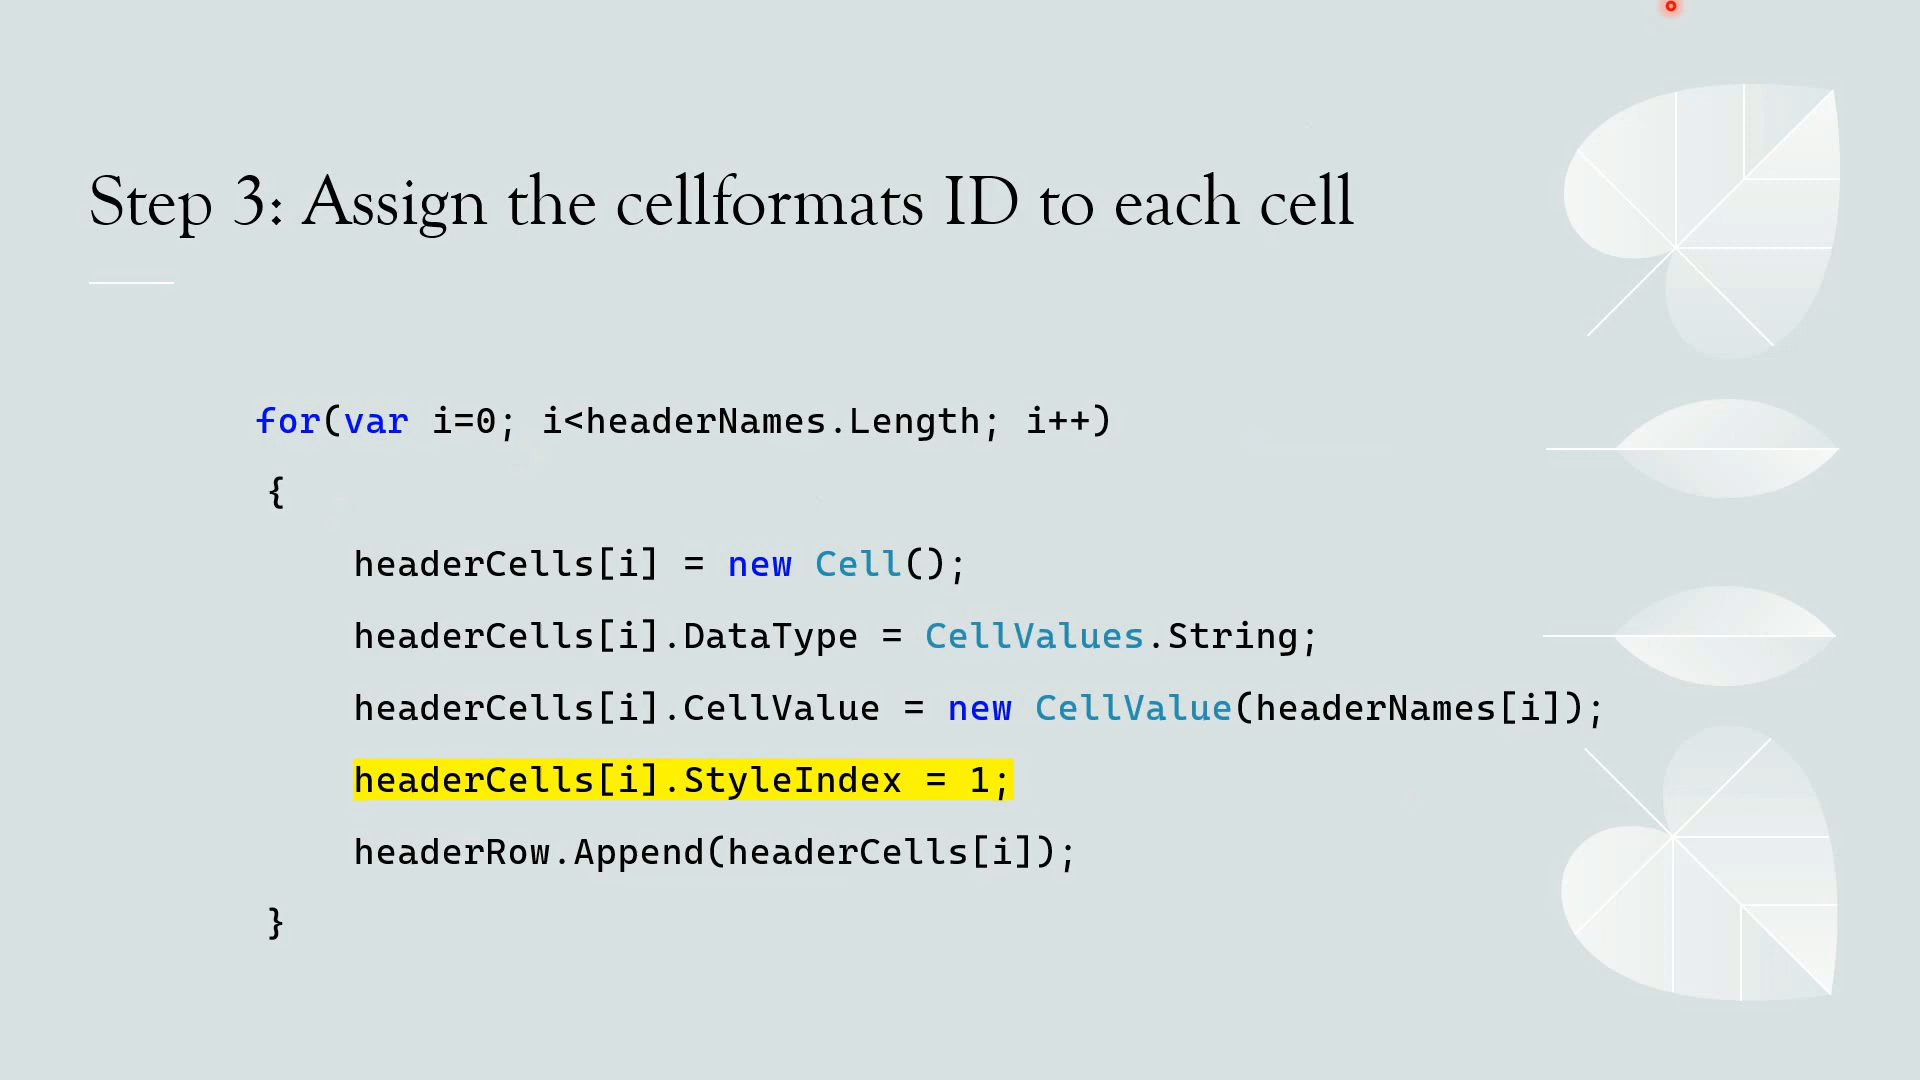 Step 3: Assign the cellformats ID to each cell
for(var i=0; i<headerNames.Length; i++)
{
headerCells[i] = new Cell();
headerCells[i].DataType = CellValues.String;
headerCells[i].CellValue = new CellValue(headerNames[i]);
headerCells[i].StyleIndex = 1;
headerRow.Append(headerCells[i]);
}